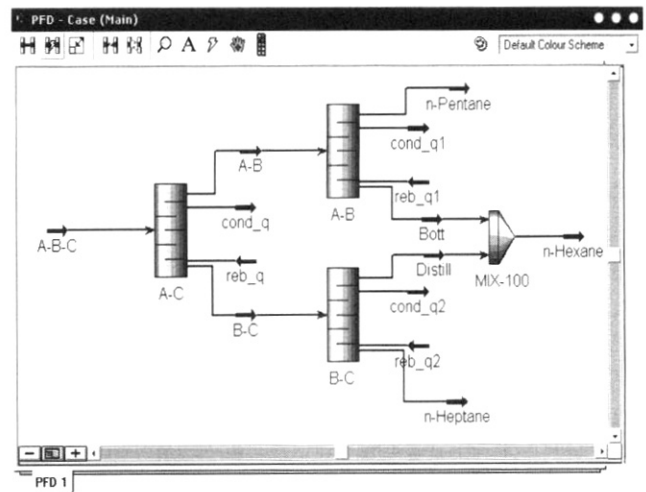 PFD - Case (Main)
A
Default Colour Scheme
n-Pentane
cond_q1
A-B
reb_q1
A-B
cond_q
Bott
A-B-C
n-Hexane
reb_q
Distill
MIX-100
A-C
cond_q2
B-C
reb_q2
B-C
n-Heptane
PFD 1